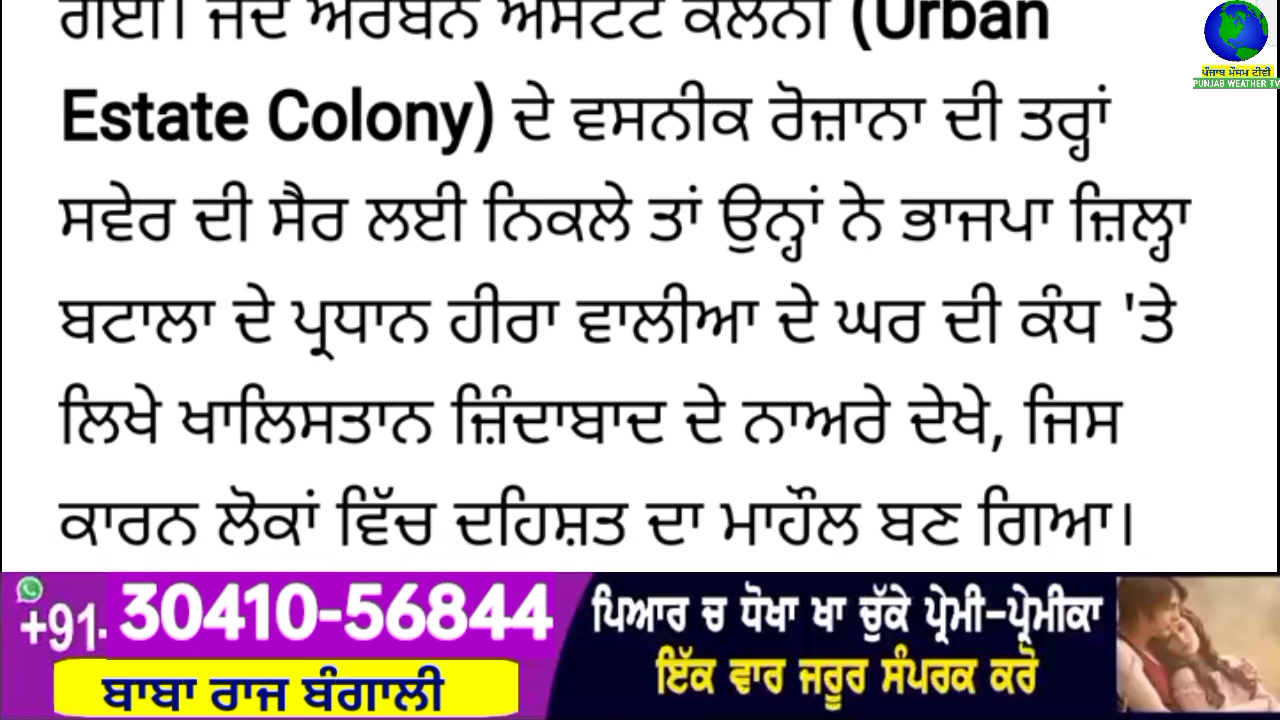 ਗਈ। ਜਦੋਂ ਅਰਬਨ ਅਸਟੇਟ ਕਲੋਨੀ (Urban
Estate Colony) ਦੇ ਵਸਨੀਕ ਰੋਜ਼ਾਨਾ ਦੀ ਤਰ੍ਹਾਂ
ਸਵੇਰ ਦੀ ਸੈਰ ਲਈ ਨਿਕਲੇ ਤਾਂ ਉਨ੍ਹਾਂ ਨੇ ਭਾਜਪਾ ਜ਼ਿਲ੍ਹਾ
ਬਟਾਲਾ ਦੇ ਪ੍ਰਧਾਨ ਹੀਰਾ ਵਾਲੀਆ ਦੇ ਘਰ ਦੀ ਕੰਧ 'ਤੇ
ਲਿਖੇ ਖਾਲਿਸਤਾਨ ਜ਼ਿੰਦਾਬਾਦ ਦੇ ਨਾਅਰੇ ਦੇਖੇ, ਜਿਸ
ਕਾਰਨ ਲੋਕਾਂ ਵਿੱਚ ਦਹਿਸ਼ਤ ਦਾ ਮਾਹੌਲ ਬਣ ਗਿਆ।
ਪੰਜਾਬ ਮੌਸਮ ਟੀਵੀ
PUNJAB WEATHER TV
+91- 30410-56844
ਬਾਬਾ ਰਾਜ ਬੰਗਾਲੀ
ਪਿਆਰ ਚ ਧੋਖਾ ਖਾ ਚੁੱਕੇ ਪ੍ਰੇਮੀ-ਪ੍ਰੇਮੀਕਾ
ਇੱਕ ਵਾਰ ਜਰੂਰ ਸੰਪਰਕ ਕਰੋ